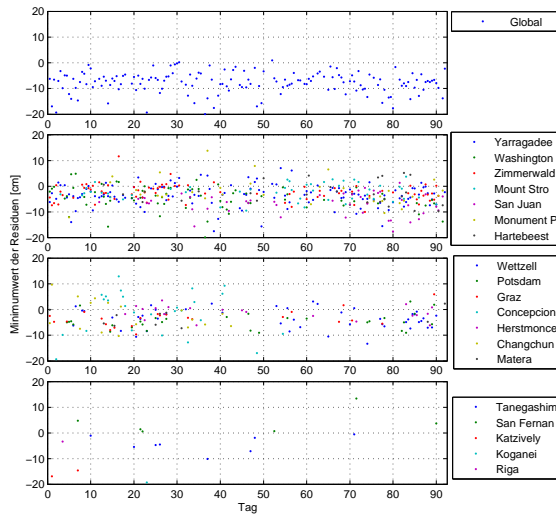 20
10
0
−10
−20
0 10 20 30 40 50 60 70 80 90
Global
20
10
0
−10
−20
0 10 20 30 40 50 60 70 80 90
Yarragadee
Washington
Zimmerwald
Mount Stro
San Juan
Monument P
Hartebeest
Minimumwert der Residuen [cm]
20
10
0
−10
−20
0 10 20 30 40 50 60 70 80 90
Wettzell
Potsdam
Graz
Concepcion
Herstmonce
Changchun
Matera
20
10
0
−10
−20
0 10 20 30 40 50 60 70 80 90
Tag
Tanegashim
San Fernan
Katzively
Koganei
Riga